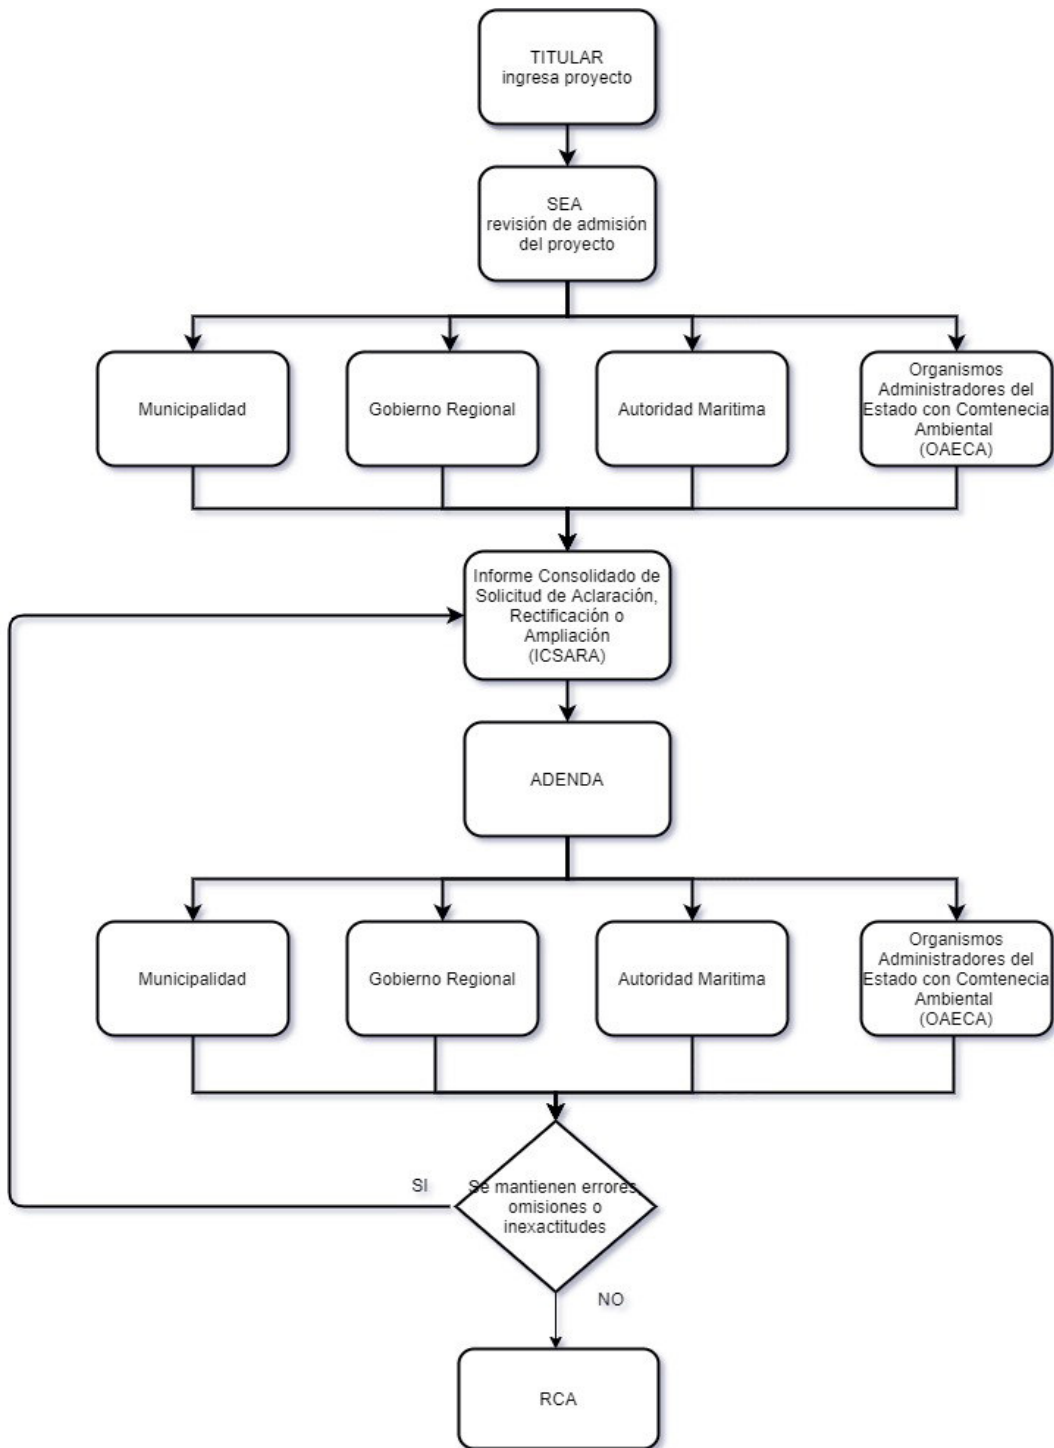 TITULAR
ingresa proyecto
SEA
revisión de admisión
del proyecto
Municipalidad
Gobierno Regional
Autoridad Maritima
Organismos
Administradores del
Estado con Comtenecia
Ambiental
(OAECA)
Informe Consolidado de
Solicitud de Aclaración,
Rectificación o
Ampliación
(ICSARA)
ADENDA
Municipalidad
Gobierno Regional
Autoridad Maritima
Organismos
Administradores del
Estado con Comtenecia
Ambiental
(OAECA)
SI
Se mantienen errores,
omisiones o
inexactitudes
NO
RCA